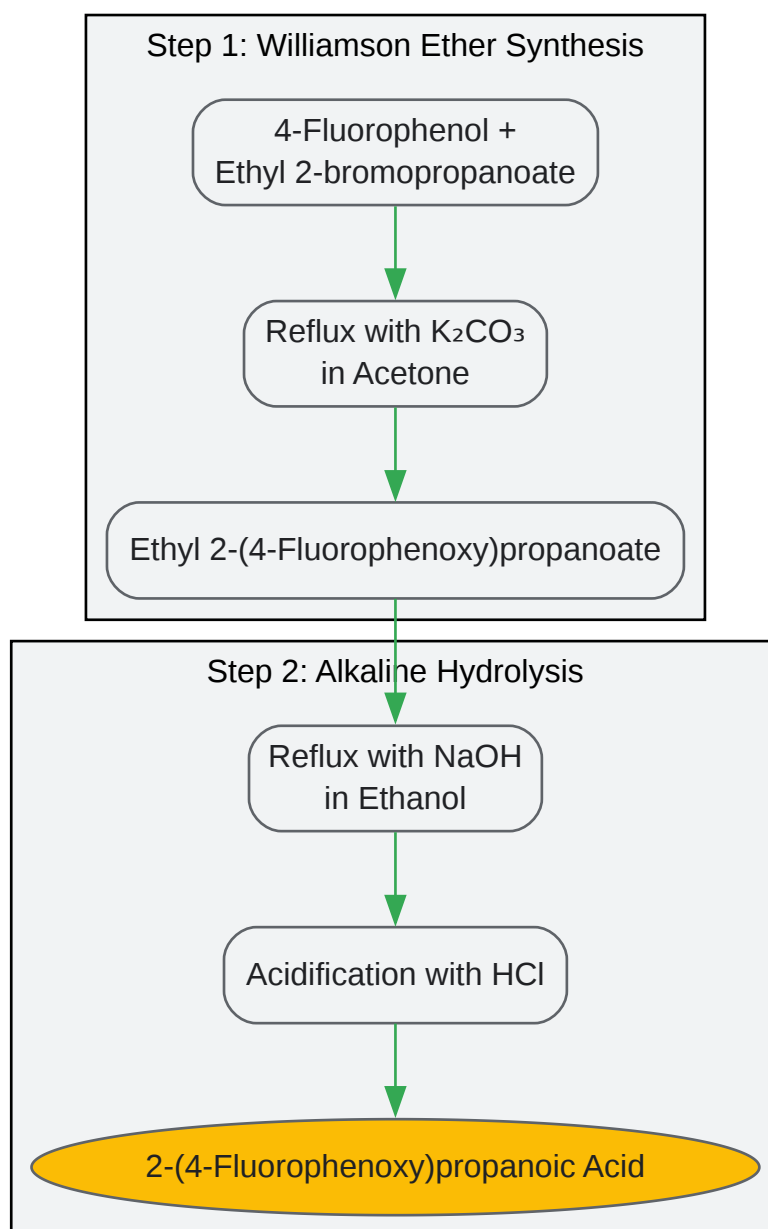 Step 1: Williamson Ether Synthesis
4-Fluorophenol +
Ethyl 2-bromopropanoate
Reflux with K₂CO₃
in Acetone
Ethyl 2-(4-Fluorophenoxy)propanoate
Step 2: Alkaline Hydrolysis
Reflux with NaOH
in Ethanol
Acidification with HCl
2-(4-Fluorophenoxy)propanoic Acid